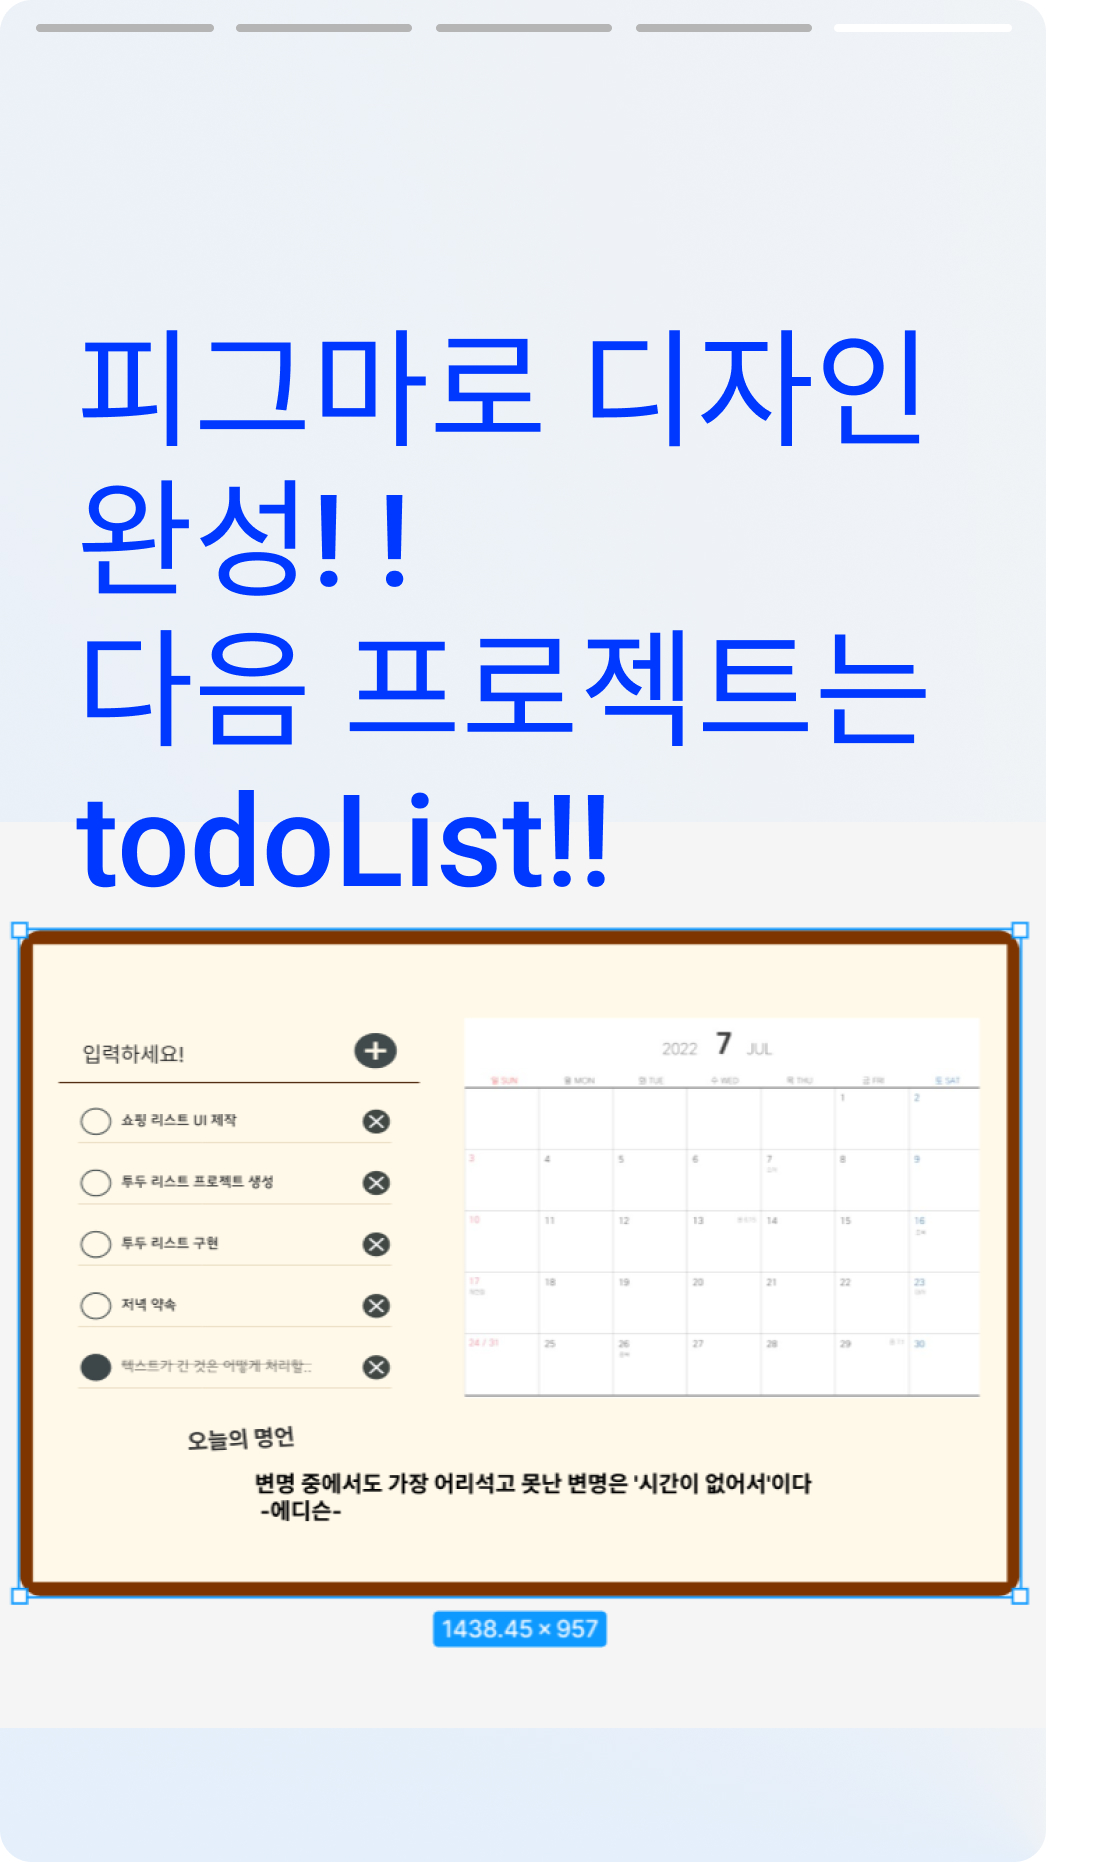 피그마로 디자인
완성! !
다음 프로젝트는
todoList!!
입력하세요!
쇼핑 리스트 UI 제작
투두 리스트 프로젝트 생성
투두 리스트 구현
저녁 약속
텍스트가 긴 것은 어떻게 처리할..
2022 7 JUL
일 SUN 월 MON 화 TUE 수 WED 목 THU 금 FRI 토 SAT
1 2
3 4 5 6 7 8 9
10 11 12 13 14 15 16
17 18 19 20 21 22 23
24 / 31 25 26 27 28 29 30
오늘의 명언
변명 중에서도 가장 어리석고 못난 변명은 '시간이 없어서'이다
-에디슨-
1438.45 × 957